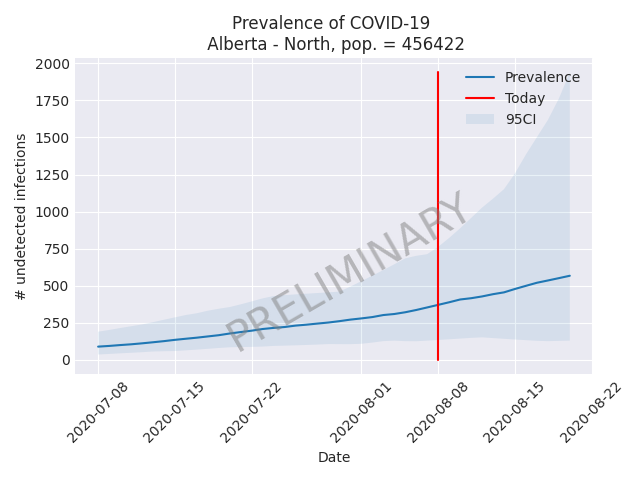 Prevalence of COVID-19
Alberta - North, pop. = 456422
2000
1750
1500
1250
1000
750
500
250
0
# undetected infections
Prevalence
Today
95CI
PRELIMINARY
2020-07-08
2020-07-15
2020-07-22
2020-08-01
2020-08-08
2020-08-15
2020-08-22
Date